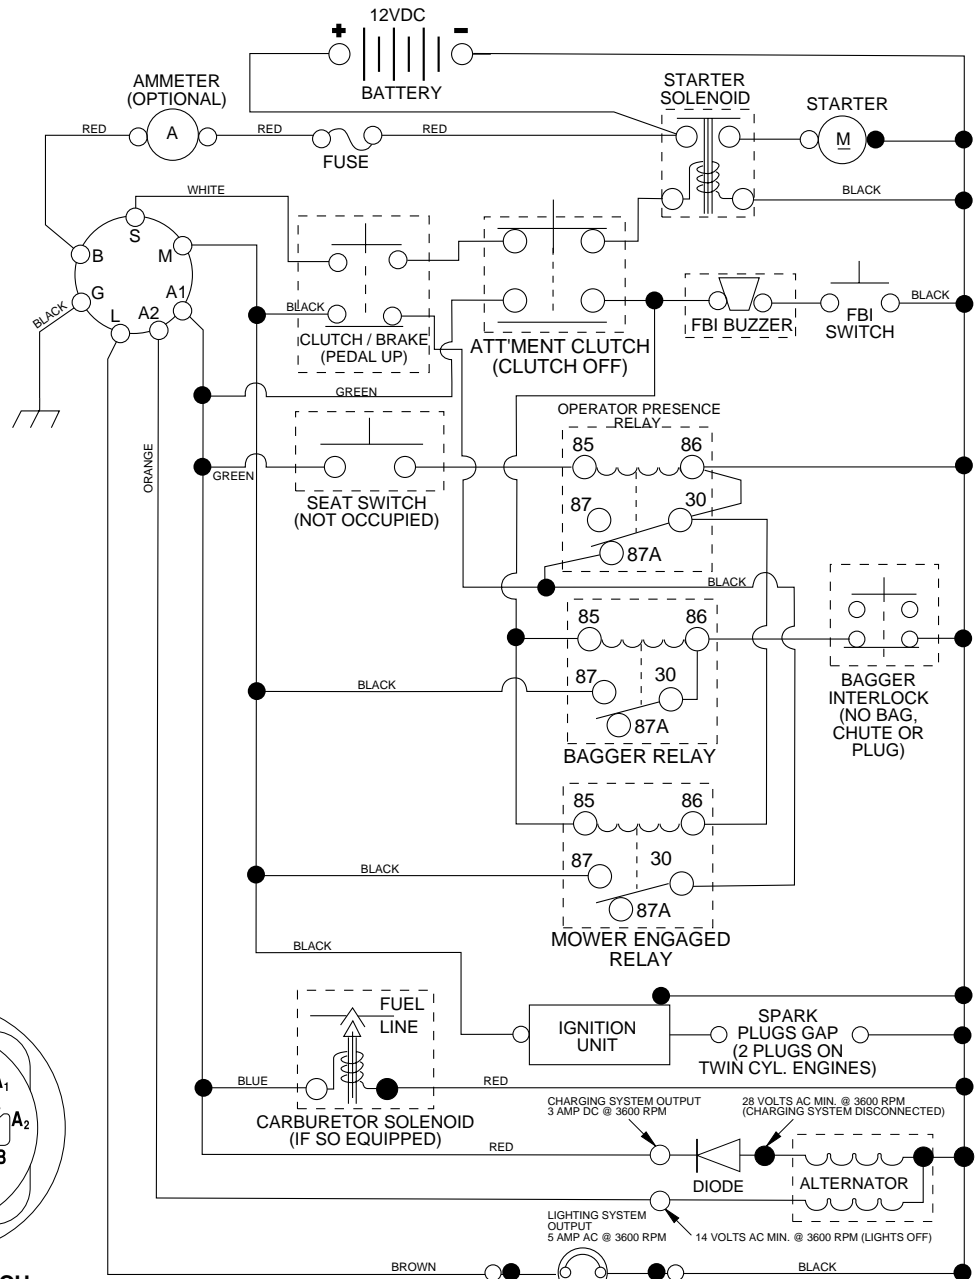 12VDC
+ -
BATTERY
AMMETER
(OPTIONAL)
STARTER
SOLENOID
STARTER
RED
A
RED
RED
M
FUSE
WHITE
BLACK
S
B
M
G
A1
L
A2
BLACK
BLACK
CLUTCH / BRAKE
(PEDAL UP)
ATT'MENT CLUTCH
(CLUTCH OFF)
FBI BUZZER
FBI
SWITCH
BLACK
GREEN
OPERATOR PRESENCE
RELAY
ORANGE
GREEN
SEAT SWITCH
(NOT OCCUPIED)
85
86
87
30
87A
BLACK
85
86
87
30
87A
BLACK
BAGGER RELAY
BAGGER
INTERLOCK
(NO BAG,
CHUTE OR
PLUG)
85
86
87
30
87A
BLACK
MOWER ENGAGED
RELAY
BLACK
FUEL
LINE
IGNITION
UNIT
SPARK
PLUGS GAP
(2 PLUGS ON
TWIN CYL. ENGINES)
BLUE
RED
CARBURETOR SOLENOID
(IF SO EQUIPPED)
CHARGING SYSTEM OUTPUT
3 AMP DC @ 3600 RPM
28 VOLTS AC MIN. @ 3600 RPM
(CHARGING SYSTEM DISCONNECTED)
RED
DIODE
ALTERNATOR
LIGHTING SYSTEM
OUTPUT
5 AMP AC @ 3600 RPM
14 VOLTS AC MIN. @ 3600 RPM (LIGHTS OFF)
BROWN
BLACK
A2